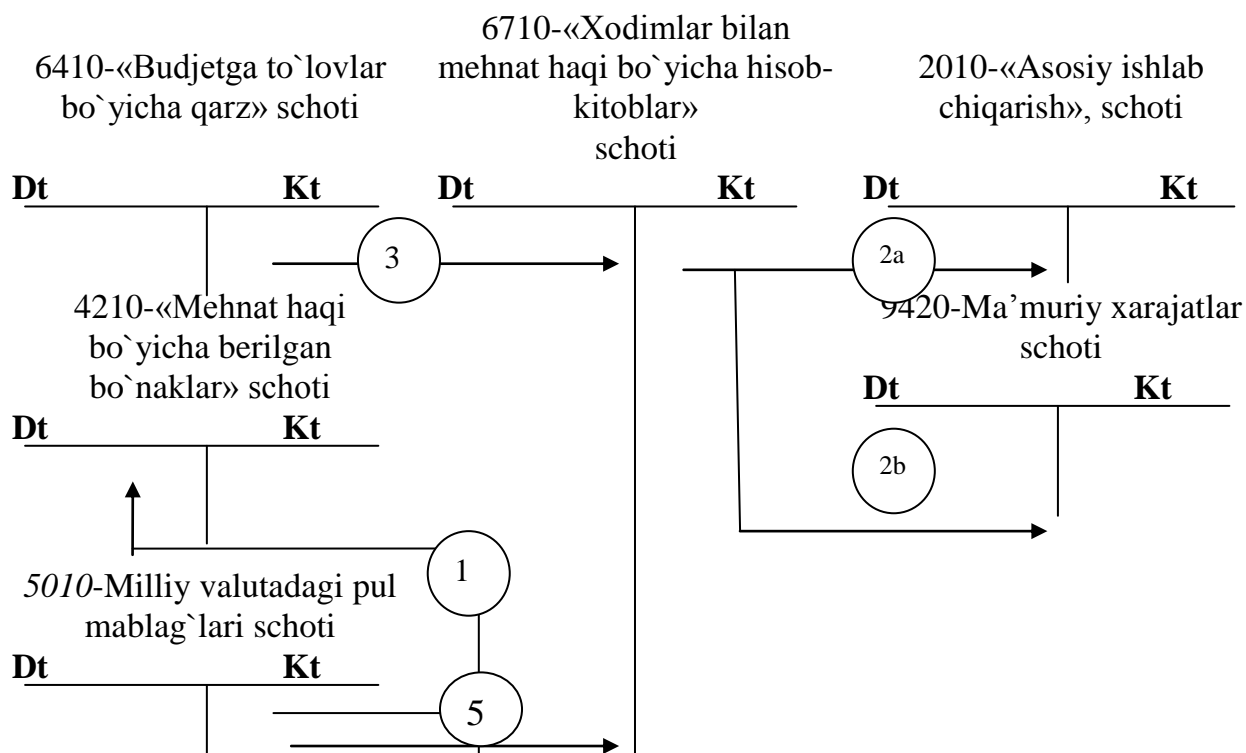 6410-«Budjetga to`lovlar
bo`yicha qarz» schoti
6710-«Xodimlar bilan
mehnat haqi bo`yicha hisob-
kitoblar»
schoti
2010-«Asosiy ishlab
chiqarish», schoti
Dt Kt
Dt Kt
Dt Kt
3
2a
4210-«Mehnat haqi
bo`yicha berilgan
bo`naklar» schoti
9420-Ma’muriy xarajatlar
schoti
Dt Kt
Dt Kt
2b
1
5010-Milliy valutadagi pul
mablag`lari schoti
Dt Kt
5